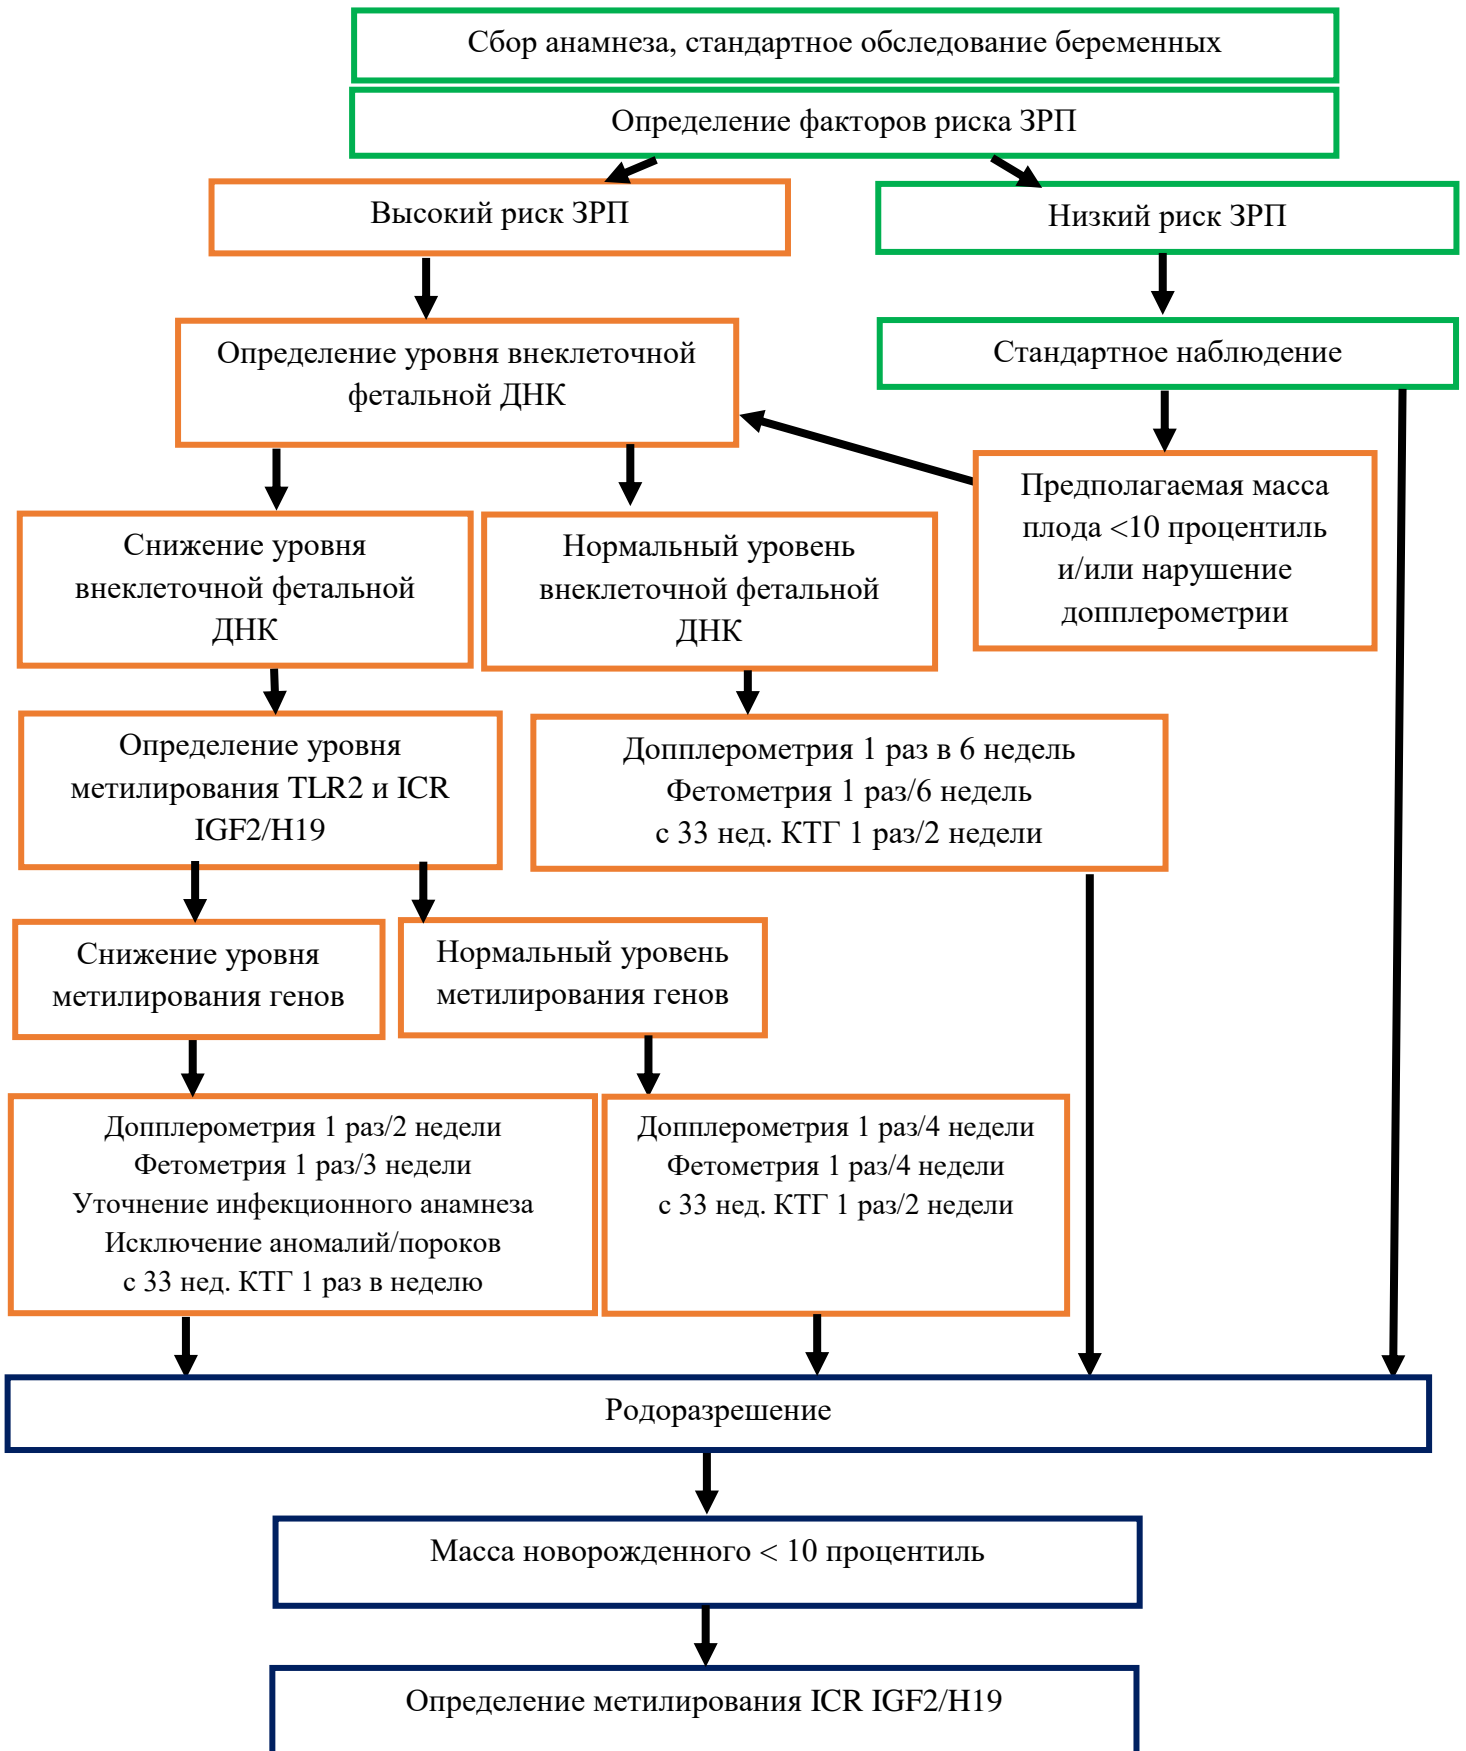 Сбор анамнеза, стандартное обследование беременных
Определение факторов риска ЗРП
Высокий риск ЗРП
Низкий риск ЗРП
Определение уровня внеклеточной
фетальной ДНК
Стандартное наблюдение
Предполагаемая масса
плода <10 процентиль
и/или нарушение
допплерометрии
Снижение уровня
внеклеточной фетальной
ДНК
Нормальный уровень
внеклеточной фетальной
ДНК
Определение уровня
метилирования TLR2 и ICR
IGF2/H19
Допплерометрия 1 раз в 6 недель
Фетометрия 1 раз/6 недель
с 33 нед. КТГ 1 раз/2 недели
Снижение уровня
метилирования генов
Нормальный уровень
метилирования генов
Допплерометрия 1 раз/2 недели
Фетометрия 1 раз/3 недели
Уточнение инфекционного анамнеза
Исключение аномалий/пороков
с 33 нед. КТГ 1 раз в неделю
Допплерометрия 1 раз/4 недели
Фетометрия 1 раз/4 недели
с 33 нед. КТГ 1 раз/2 недели
Родоразрешение
Масса новорожденного < 10 процентиль
Определение метилирования ICR IGF2/H19